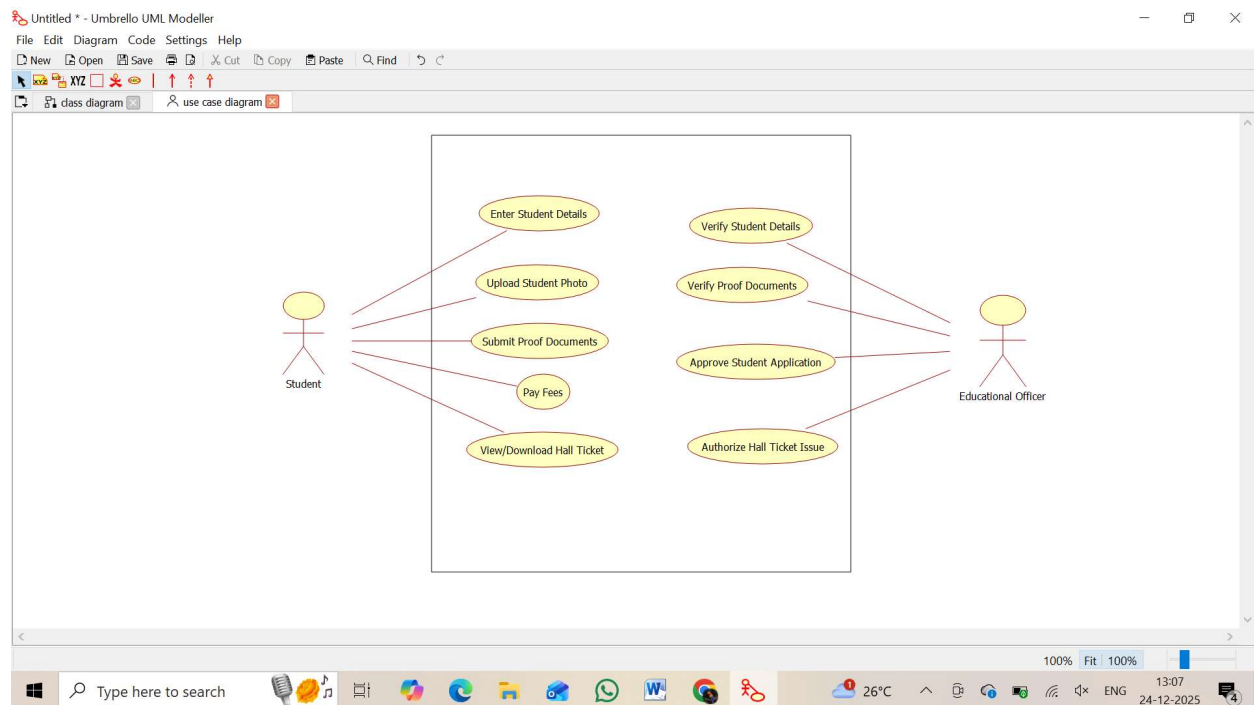 Untitled * - Umbrello UML Modeller
File Edit Diagram Code Settings Help
New Open Save Cut Copy Paste Find
XYZ XYZ
class diagram use case diagram
Enter Student Details
Verify Student Details
Upload Student Photo
Verify Proof Documents
Submit Proof Documents
Approve Student Application
Student
Pay Fees
Educational Officer
View/Download Hall Ticket
Authorize Hall Ticket Issue
100% Fit 100%
Type here to search
26°C
ENG
13:07
24-12-2025
4